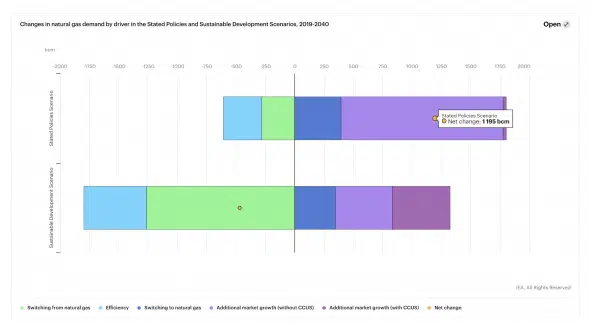 Changes in natural gas demand by driver in the Stated Policies and Sustainable Development Scenarios, 2019-2040
Open
bcm
-2000 -1750 -1500 -1250 -1000 -750 -500 -250 0 250 500 750 1000 1250 1500 1750 2000
Stated Policies Scenario
Stated Policies Scenario
Net change: 1 195 bcm
Sustainable Development Scenario
IEA. All Rights Reserved
Switching from natural gas Efficiency Switching to natural gas Additional market growth (without CCUS) Additional market growth (with CCUS) Net change